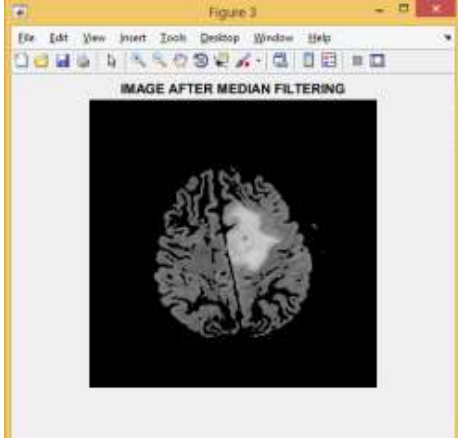 Figure 3
File Edit View Insert Tools Desktop Window Help
IMAGE AFTER MEDIAN FILTERING